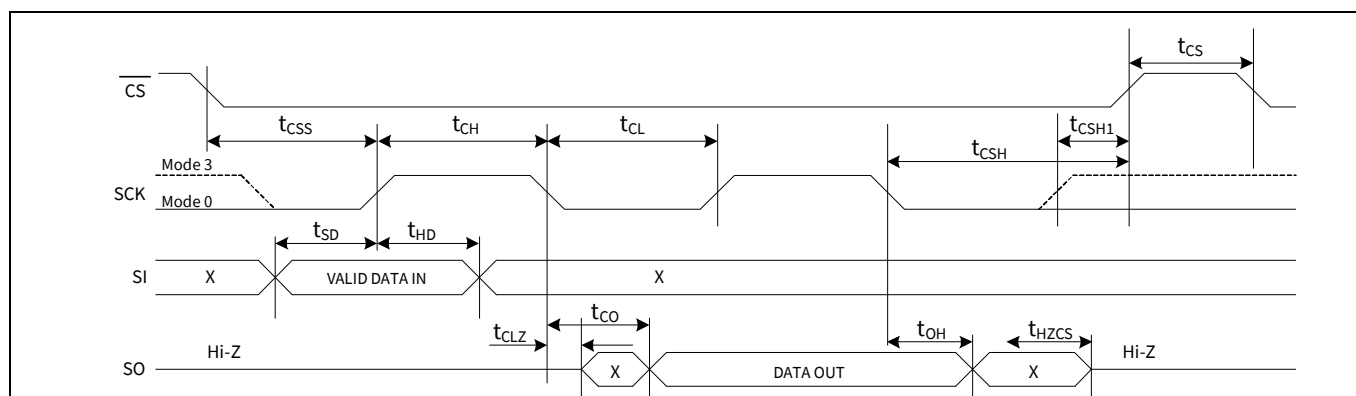 tCS
CS
tCSS
tCH
tCL
tCSH1
tCSH
Mode 3
SCK
Mode 0
tSD
tHD
SI
X
VALID DATA IN
X
tCO
tCLZ
tOH
tHZCS
Hi-Z
Hi-Z
SO
X
DATA OUT
X